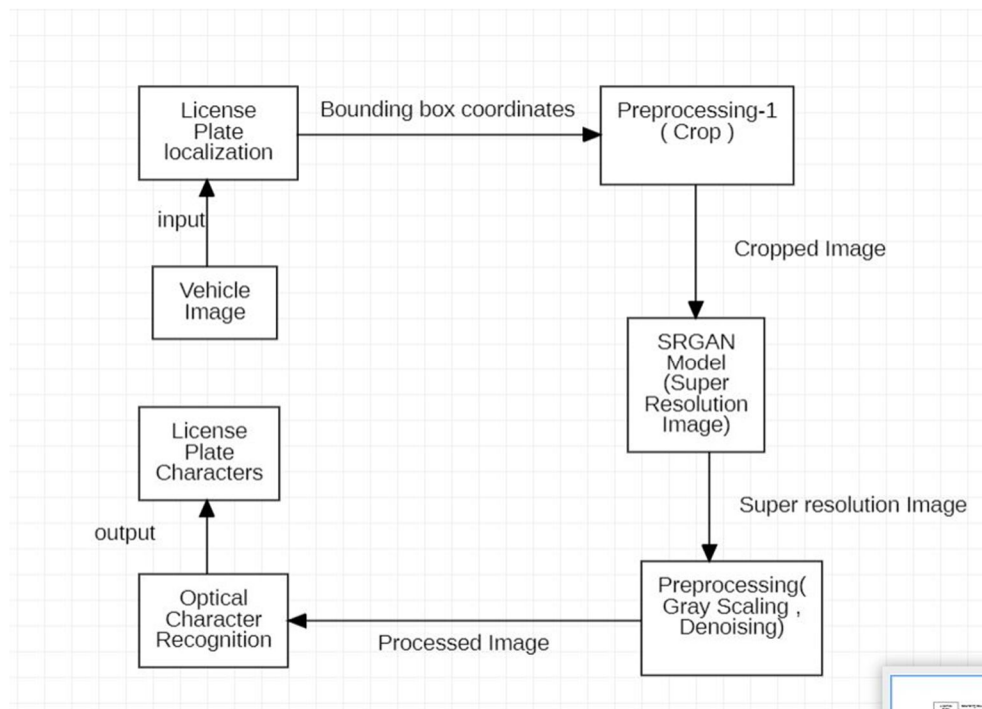 License
Plate
localization
Bounding box coordinates
Preprocessing-1
( Crop )
input
Cropped Image
Vehicle
Image
SRGAN
Model
(Super
Resolution
Image)
License
Plate
Characters
Super resolution Image
output
Preprocessing(
Gray Scaling ,
Denoising)
Optical
Character
Recognition
Processed Image